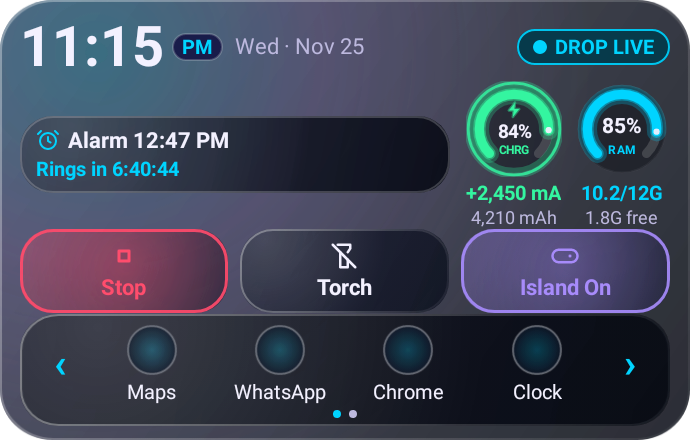 11:15 PM Wed · Nov 25
DROP LIVE
Alarm 12:47 PM
Rings in 6:40:44
84%
CHRG
+2,450 mA
4,210 mAh
85%
RAM
10.2/12G
1.8G free
Stop
Torch
Island On
‹ Maps WhatsApp Chrome Clock ›